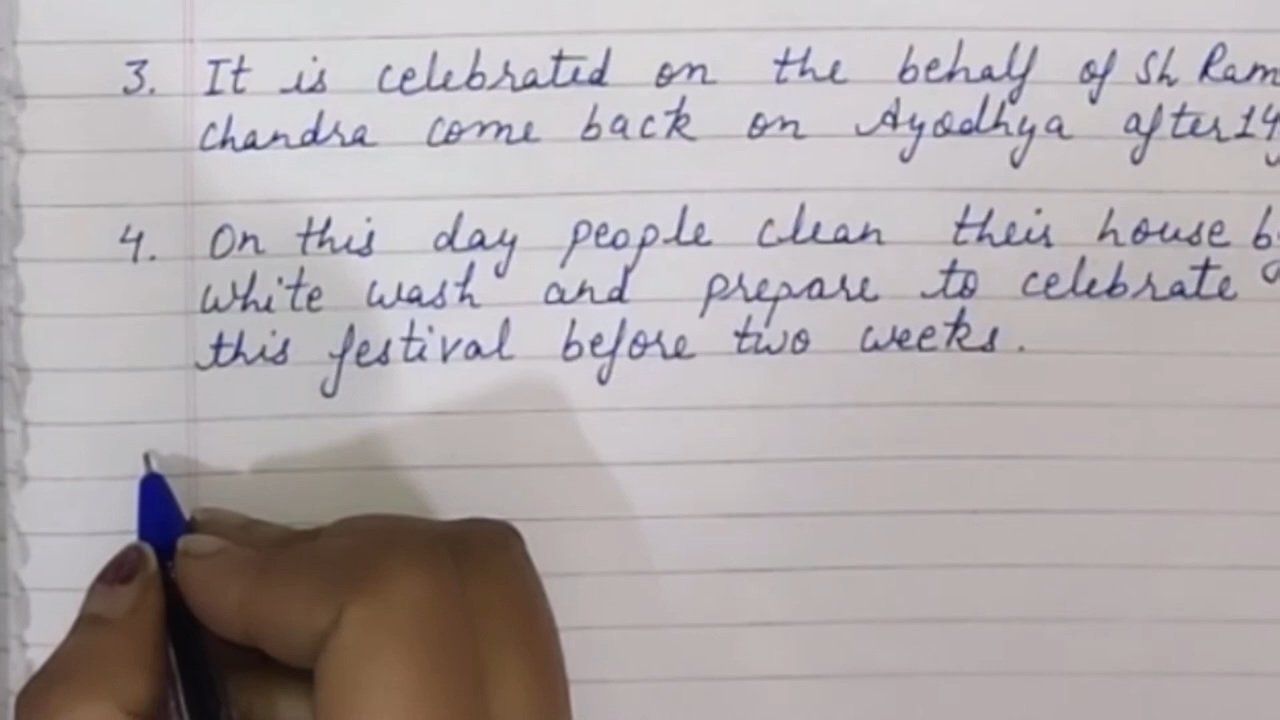 3. It is celebrated on the behalf of Sh Ram
chandra come back on Ayodhya after 14
4. On this day people clean their house
white wash and prepare to celebrate
this festival before two weeks.